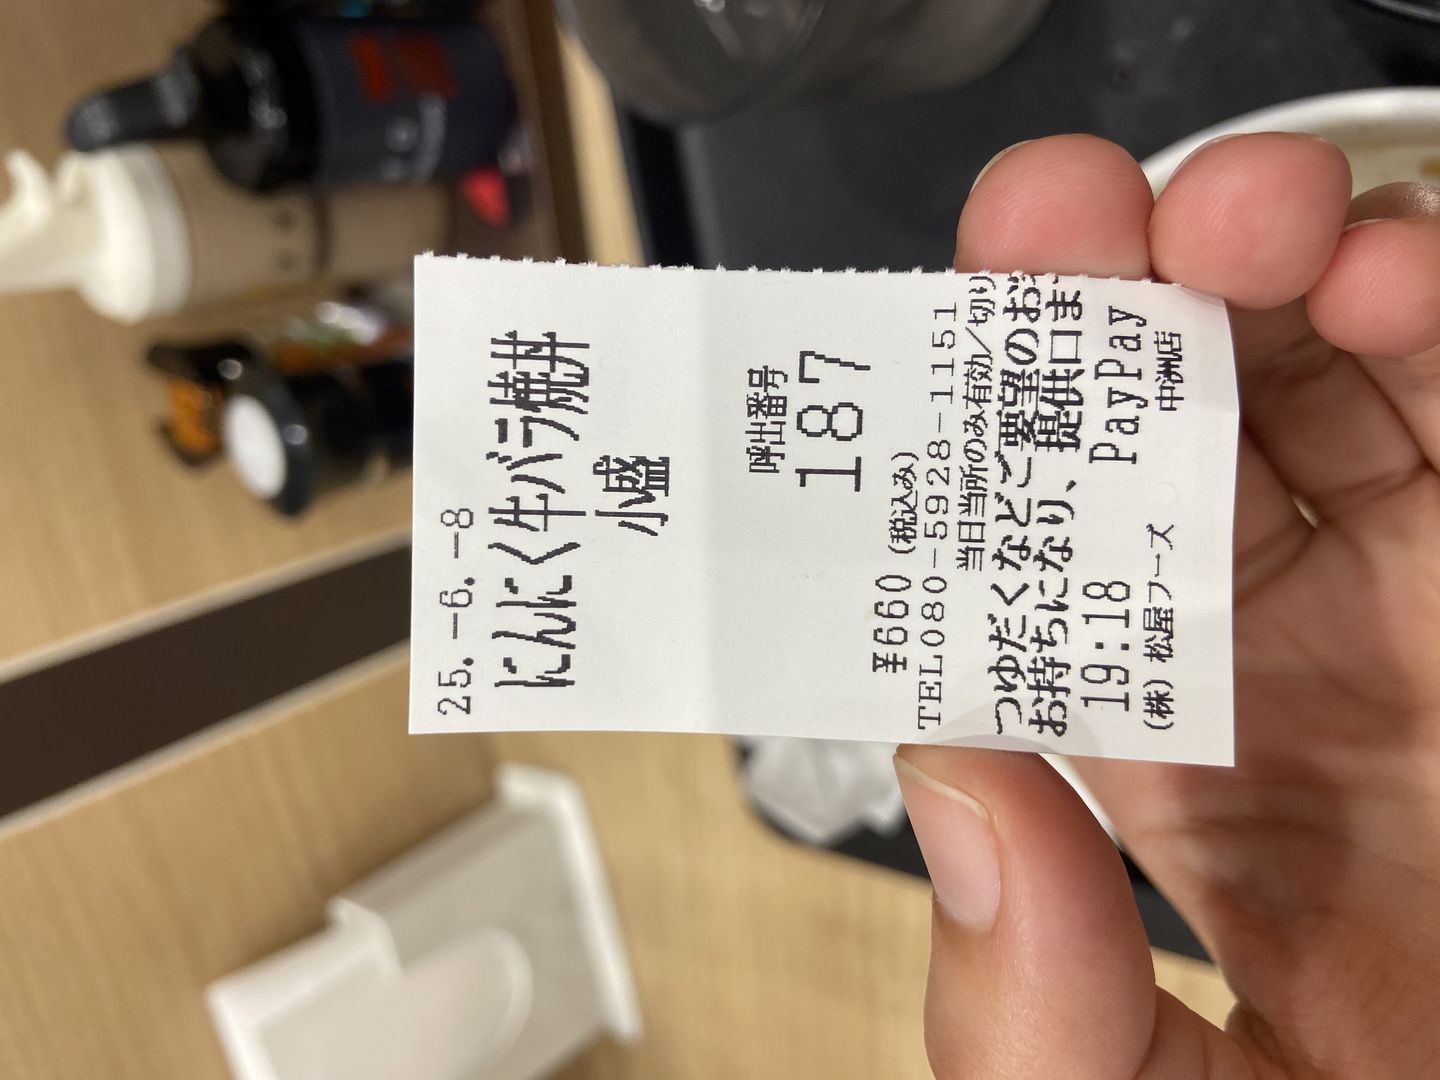 25.-6.-8
にんにく牛バラ焼丼
小盛
呼出番号
187
¥660 (税込み)
TEL080-5928-1151
当日当所のみ有効/切り
つゆだくなどご要望のお
お持ちになり、提供口ま
19:18 PayPay
(株)松屋フーズ 中洲店